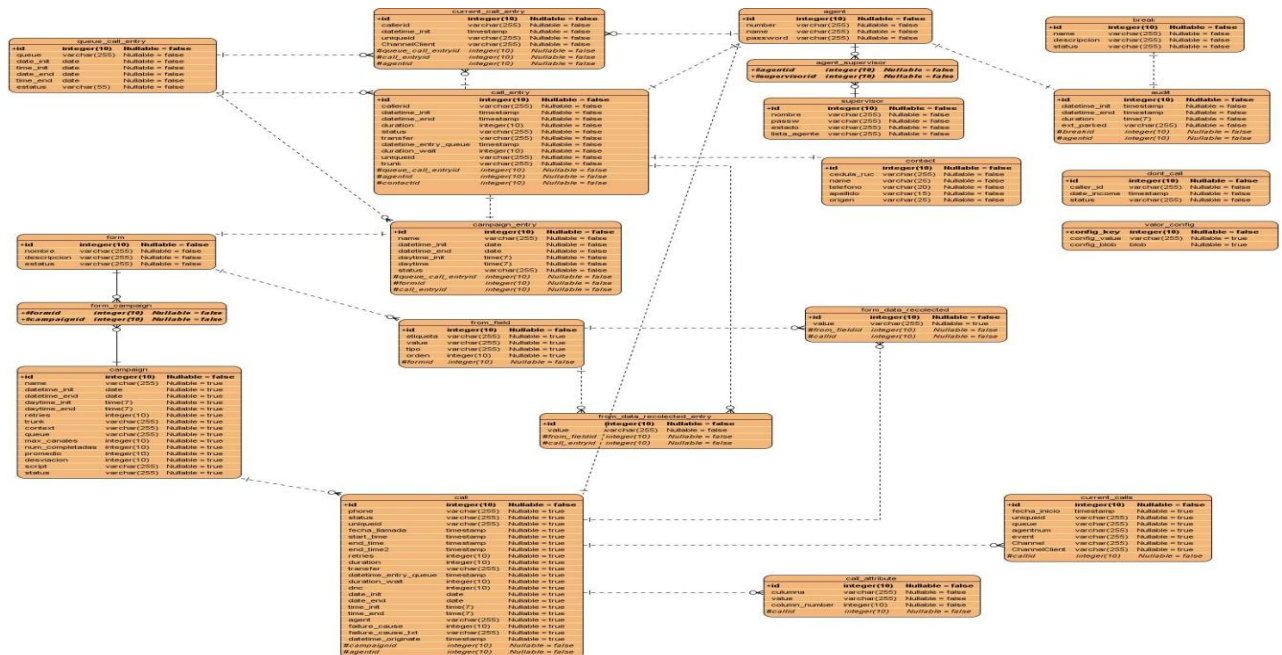 queue_call_entry
+id integer(10) Nullable = false
queue varchar(255) Nullable = false
date_init date Nullable = false
time_init date Nullable = false
date_end date Nullable = false
time_end date Nullable = false
estatus varchar(55) Nullable = false
current_call_entry
+id integer(10) Nullable = false
callerid varchar(255) Nullable = false
datetime_init timestamp Nullable = false
uniqueid varchar(255) Nullable = false
ChannelClient varchar(255) Nullable = false
#queue_call_entryid integer(10) Nullable = false
#call_entryid integer(10) Nullable = false
#agentid integer(10) Nullable = false
agent
+id integer(10) Nullable = false
number varchar(255) Nullable = false
name varchar(255) Nullable = false
password varchar(255) Nullable = false
break
+id integer(10) Nullable = false
name varchar(255) Nullable = false
descripcion varchar(255) Nullable = false
status varchar(255) Nullable = false
agent_supervisor
+#agentid integer(10) Nullable = false
+#supervisorid integer(10) Nullable = false
call_entry
+id integer(10) Nullable = false
callerid varchar(255) Nullable = false
datetime_init timestamp Nullable = false
datetime_end timestamp Nullable = false
duration integer(10) Nullable = false
status varchar(255) Nullable = false
transfer varchar(255) Nullable = false
datetime_entry_queue timestamp Nullable = false
duration_wait integer(10) Nullable = false
uniqueid varchar(255) Nullable = false
trunk varchar(255) Nullable = false
#queue_call_entryid integer(10) Nullable = false
#agentid integer(10) Nullable = false
#contactid integer(10) Nullable = false
supervisor
+id integer(10) Nullable = false
nombre varchar(255) Nullable = false
passw varchar(255) Nullable = false
estado varchar(255) Nullable = false
lista_agente varchar(255) Nullable = false
audit
+id integer(10) Nullable = false
datetime_init timestamp Nullable = false
datetime_end timestamp Nullable = false
duration time(7) Nullable = false
ext_parked varchar(255) Nullable = false
#breakid integer(10) Nullable = false
#agentid integer(10) Nullable = false
contact
+id integer(10) Nullable = false
cedula_ruc varchar(25) Nullable = false
name varchar(25) Nullable = false
telefono varchar(20) Nullable = false
apellido varchar(15) Nullable = false
origen varchar(25) Nullable = false
dont_call
+id integer(10) Nullable = false
caller_id varchar(255) Nullable = false
date_income timestamp Nullable = false
status varchar(255) Nullable = false
valor_config
+config_key integer(10) Nullable = false
config_value varchar(255) Nullable = true
config_blob blob Nullable = true
form
+id integer(10) Nullable = false
nombre varchar(255) Nullable = false
descripcion varchar(255) Nullable = false
estatus varchar(255) Nullable = false
campaign_entry
+id integer(10) Nullable = false
name varchar(255) Nullable = false
datetime_init date Nullable = false
datetime_end date Nullable = false
daytime_init time(7) Nullable = false
daytime time(7) Nullable = false
status varchar(255) Nullable = false
#queue_call_entryid integer(10) Nullable = false
#formid integer(10) Nullable = false
#call_entryid integer(10) Nullable = false
form_campaign
+#formid integer(10) Nullable = false
+#campaignid integer(10) Nullable = false
from_field
+id integer(10) Nullable = false
etiqueta varchar(255) Nullable = true
value varchar(255) Nullable = true
tipo varchar(255) Nullable = true
orden integer(10) Nullable = true
#formid integer(10) Nullable = false
form_data_recolected
+id integer(10) Nullable = false
value varchar(255) Nullable = true
#from_fieldid integer(10) Nullable = false
#callid integer(10) Nullable = false
campaign
+id integer(10) Nullable = false
name varchar(255) Nullable = true
datetime_init date Nullable = true
datetime_end date Nullable = true
daytime_init time(7) Nullable = true
daytime_end time(7) Nullable = true
retries integer(10) Nullable = true
trunk varchar(255) Nullable = true
context varchar(255) Nullable = true
queue varchar(255) Nullable = true
max_canales integer(10) Nullable = true
num_completadas integer(10) Nullable = true
promedio integer(10) Nullable = true
desviacion integer(10) Nullable = true
script varchar(255) Nullable = true
status varchar(255) Nullable = true
from_data_recolected_entry
+id integer(10) Nullable = false
value varchar(255) Nullable = false
#from_fieldid integer(10) Nullable = false
#call_entryid integer(10) Nullable = false
call
+id integer(10) Nullable = false
phone varchar(255) Nullable = true
status varchar(255) Nullable = true
uniqueid varchar(255) Nullable = true
fecha_llamada timestamp Nullable = true
start_time timestamp Nullable = true
end_time timestamp Nullable = true
end_time2 timestamp Nullable = true
retries integer(10) Nullable = true
duration integer(10) Nullable = true
transfer varchar(255) Nullable = true
datetime_entry_queue timestamp Nullable = true
duration_wait integer(10) Nullable = true
dnc integer(10) Nullable = true
date_init date Nullable = true
date_end date Nullable = true
time_init time(7) Nullable = true
time_end time(7) Nullable = true
agent varchar(255) Nullable = true
failure_cause integer(10) Nullable = true
failure_cause_txt varchar(255) Nullable = true
datetime_originate timestamp Nullable = true
#campaignid integer(10) Nullable = false
#agentid integer(10) Nullable = false
current_calls
+id integer(10) Nullable = false
fecha_inicio timestamp Nullable = true
uniqueid varchar(255) Nullable = true
queue varchar(255) Nullable = true
agentnum varchar(255) Nullable = true
event varchar(255) Nullable = true
Channel varchar(255) Nullable = true
ChannelClient varchar(255) Nullable = true
#callid integer(10) Nullable = false
call_attribute
+id integer(10) Nullable = false
columna varchar(255) Nullable = false
value varchar(255) Nullable = false
column_number integer(10) Nullable = false
#callid integer(10) Nullable = false